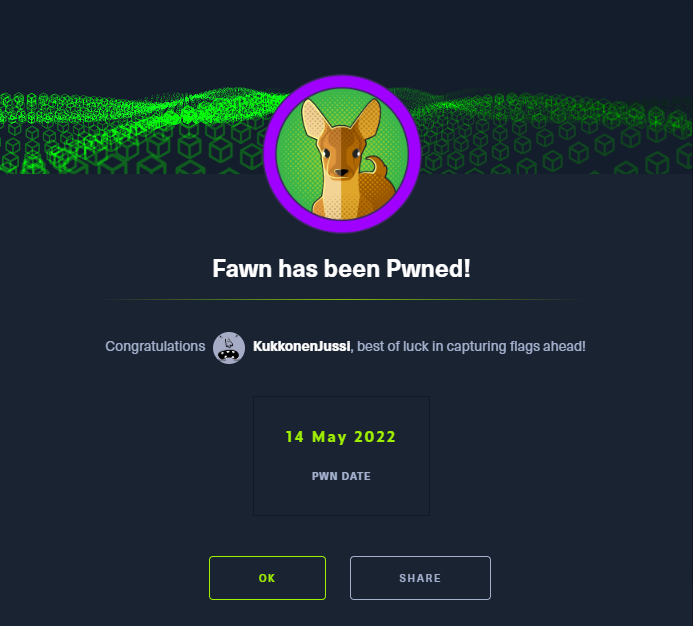 Fawn has been Pwned!
Congratulations KukkonenJussi, best of luck in capturing flags ahead!
14 May 2022
PWN DATE
OK
SHARE